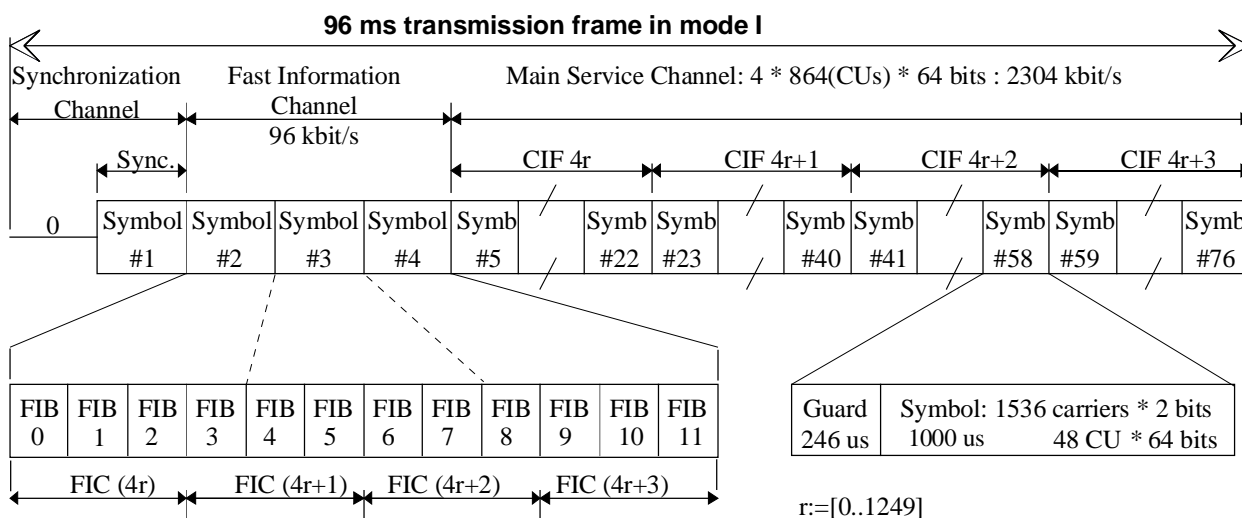 96 ms transmission frame in mode I
Synchronization
Channel
Fast Information
Channel
96 kbit/s
Main Service Channel: 4 * 864(CUs) * 64 bits : 2304 kbit/s
Sync.
CIF 4r
CIF 4r+1
CIF 4r+2
CIF 4r+3
0
Symbol
#1
Symbol
#2
Symbol
#3
Symbol
#4
Symb
#5
Symb
#22
Symb
#23
Symb
#40
Symb
#41
Symb
#58
Symb
#59
Symb
#76
FIB
0
FIB
1
FIB
2
FIB
3
FIB
4
FIB
5
FIB
6
FIB
7
FIB
8
FIB
9
FIB
10
FIB
11
Guard
246 us
Symbol: 1536 carriers * 2 bits
1000 us 48 CU * 64 bits
FIC (4r)
FIC (4r+1)
FIC (4r+2)
FIC (4r+3)
r:=[0..1249]